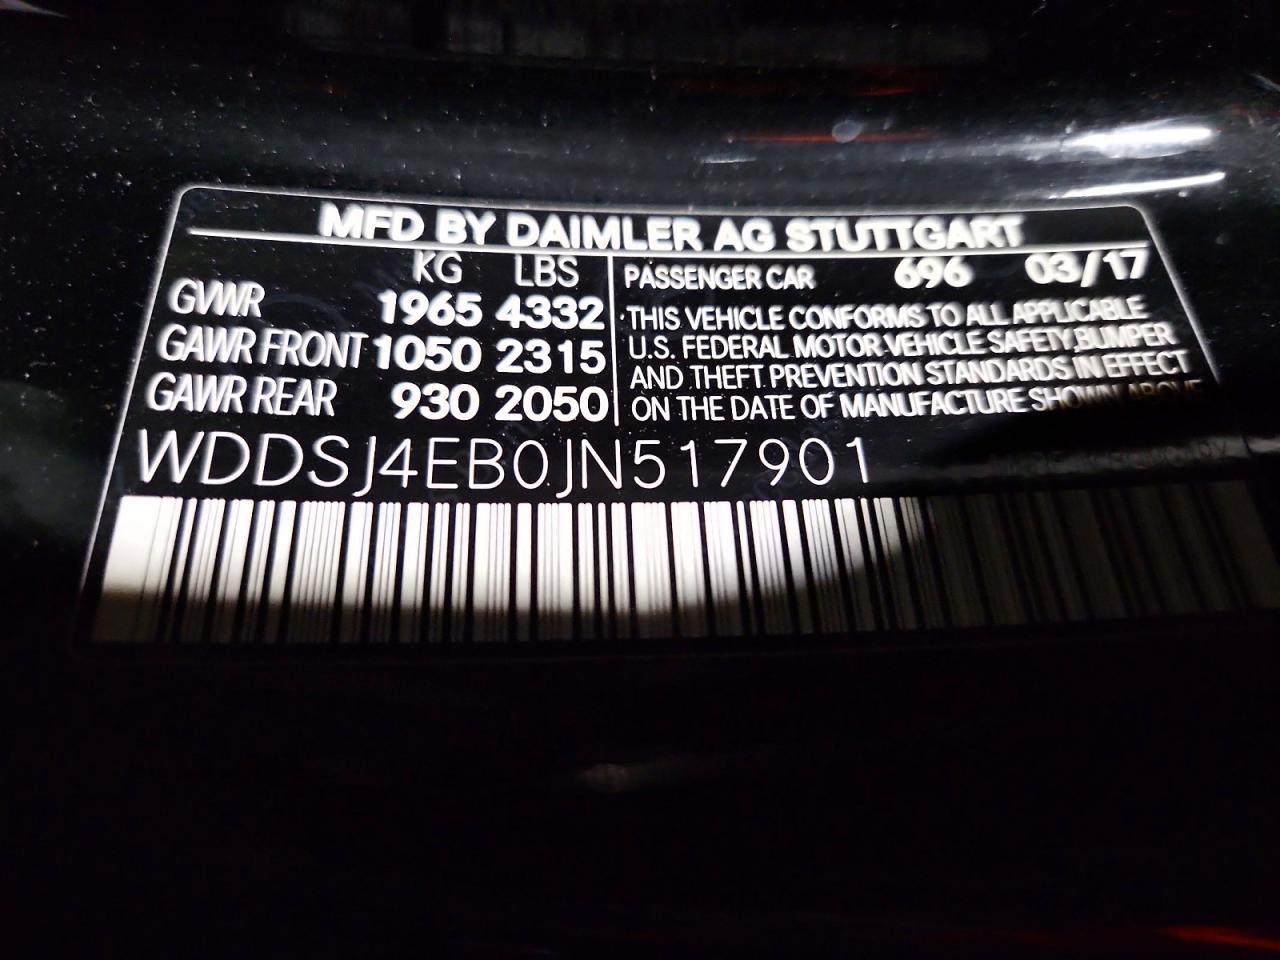 MFD BY DAIMLER AG STUTTGART
KG LBS
GVWR 1965 4332
GAWR FRONT 1050 2315
GAWR REAR 930 2050
PASSENGER CAR 696 03/17
THIS VEHICLE CONFORMS TO ALL APPLICABLE
U.S. FEDERAL MOTOR VEHICLE SAFETY, BUMPER
AND THEFT PREVENTION STANDARDS IN EFFECT
ON THE DATE OF MANUFACTURE SHOWN ABOVE
WDDSJ4EB0JN517901